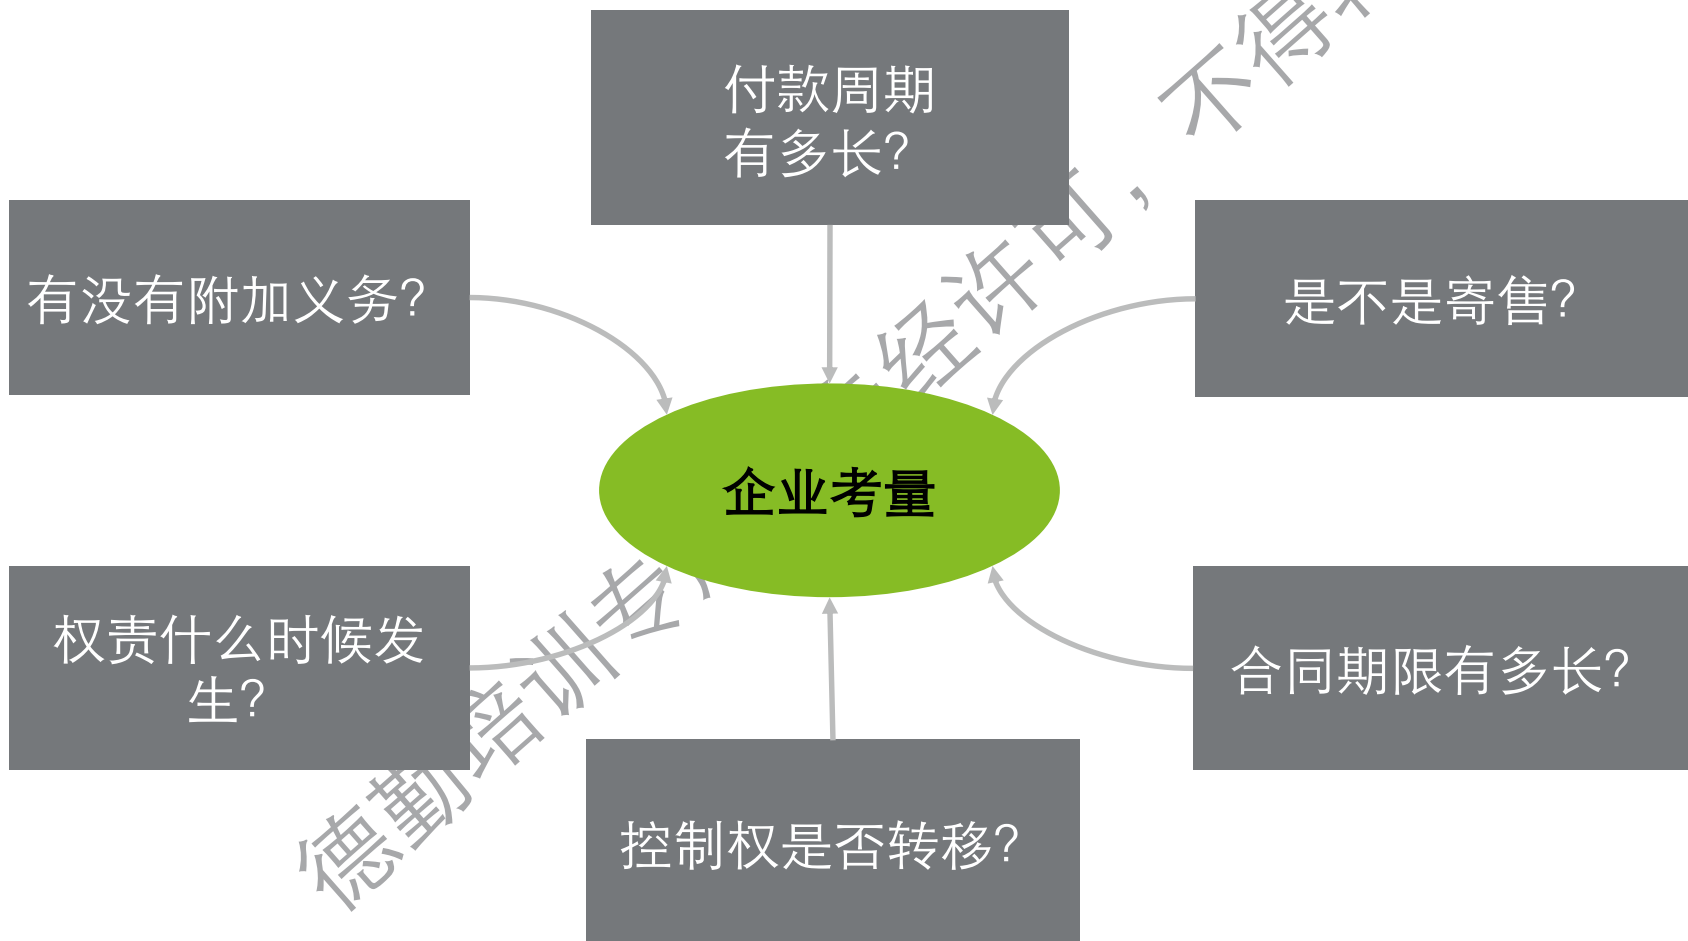 付款周期
有多长?
有没有附加义务?
是不是寄售?
企业考量
权责什么时候发
生?
合同期限有多长?
控制权是否转移?
德勤培训专
经许可，不得